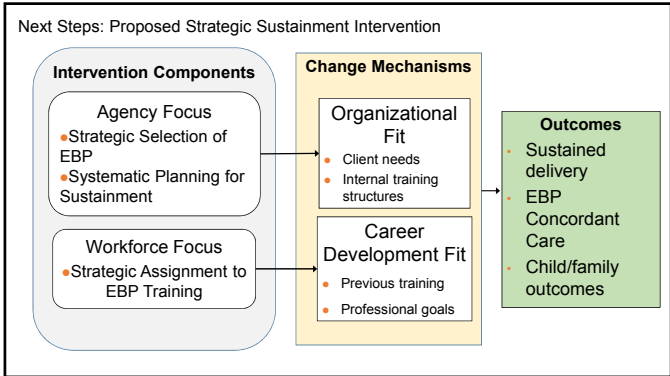 Next Steps: Proposed Strategic Sustainment Intervention
Intervention Components
Agency Focus
●Strategic Selection of
EBP
●Systematic Planning for
Sustainment
Workforce Focus
●Strategic Assignment to
EBP Training
Change Mechanisms
Organizational
Fit
● Client needs
● Internal training
structures
Career
Development Fit
● Previous training
● Professional goals
Outcomes
• Sustained
delivery
• EBP
Concordant
Care
• Child/family
outcomes